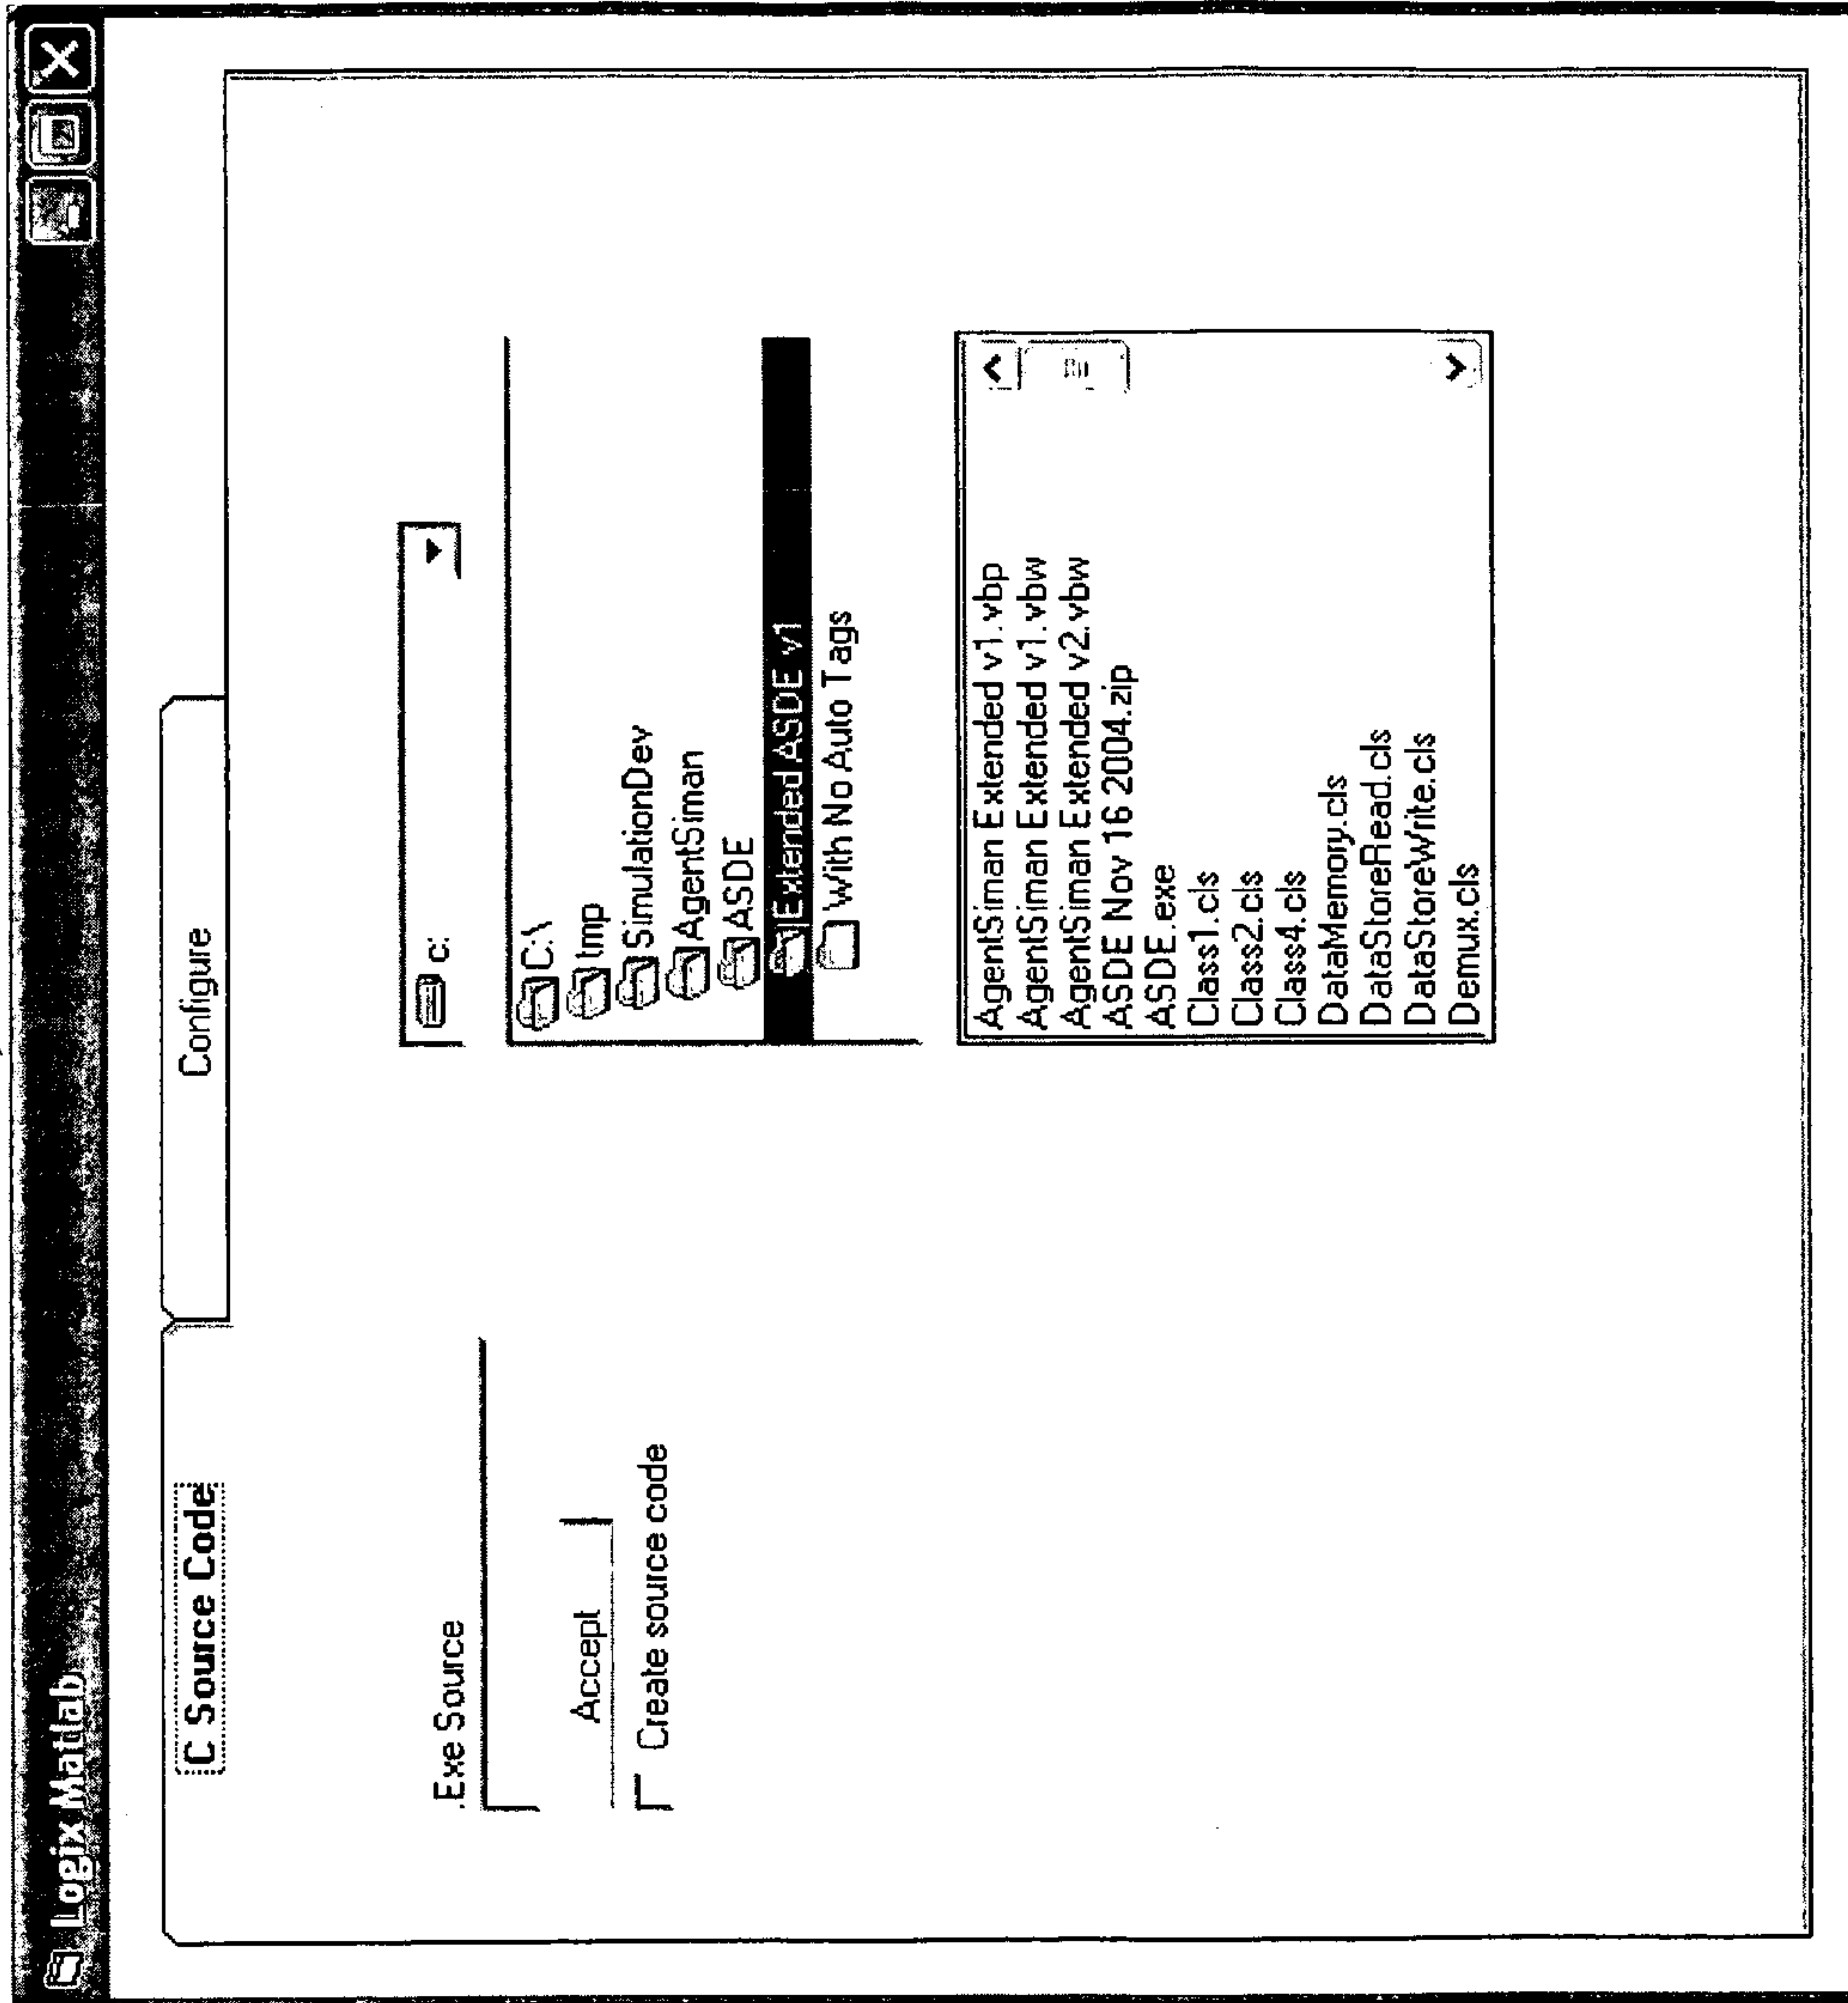 Logix Matlab
C Source Code
Configure
.Exe Source
Accept
Create source code
c:
C:\
tmp
SimulationDev
AgentSiman
ASDE
Extended ASDE v1
With No Auto Tags
AgentSiman Extended v1.vbp
AgentSiman Extended v1.vbw
AgentSiman Extended v2.vbw
ASDE Nov 16 2004.zip
ASDE.exe
Class1.cls
Class2.cls
Class4.cls
DataMemory.cls
DataStoreRead.cls
DataStoreWrite.cls
Demux.cls